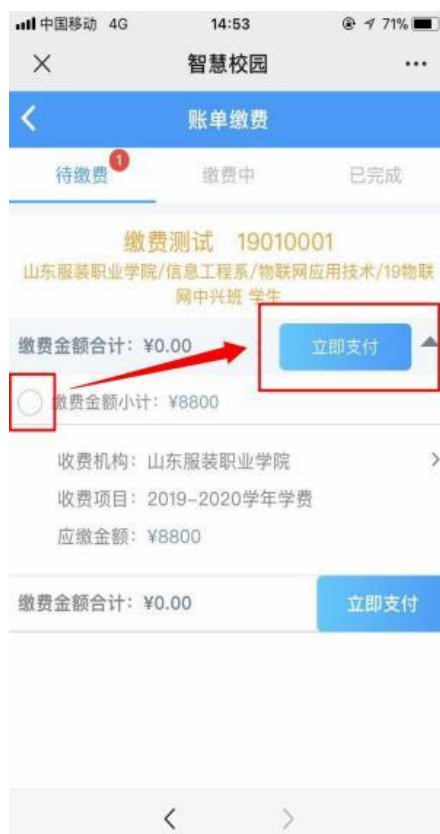 中国移动 4G 14:53 71%
智慧校园
账单缴费
待缴费 1 缴费中 已完成
缴费测试 19010001
山东服装职业学院/信息工程系/物联网应用技术/19物联
网中兴班 学生
缴费金额合计：¥0.00 立即支付
缴费金额小计：¥8800
收费机构：山东服装职业学院
收费项目：2019-2020学年学费
应缴金额：¥8800
缴费金额合计：¥0.00 立即支付